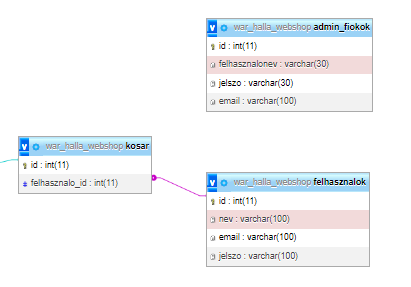 war_halla_webshop admin_fiokok
id : int(11)
felhasznalonev : varchar(30)
jelszo : varchar(30)
email : varchar(100)
war_halla_webshop kosar
id : int(11)
felhasznalo_id : int(11)
war_halla_webshop felhasznalok
id : int(11)
nev : varchar(100)
email : varchar(100)
jelszo : varchar(100)